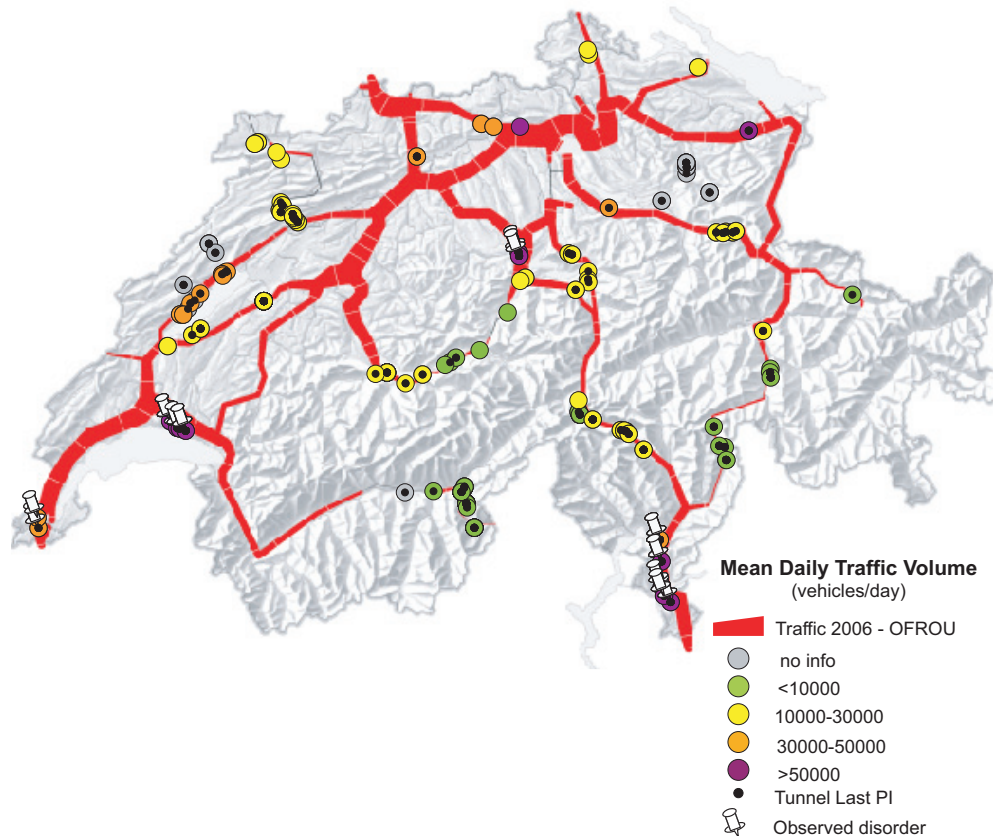 Mean Daily Traffic Volume
(vehicles/day)
Traffic 2006 - OFROU
no info
<10000
10000-30000
30000-50000
>50000
Tunnel Last PI
Observed disorder